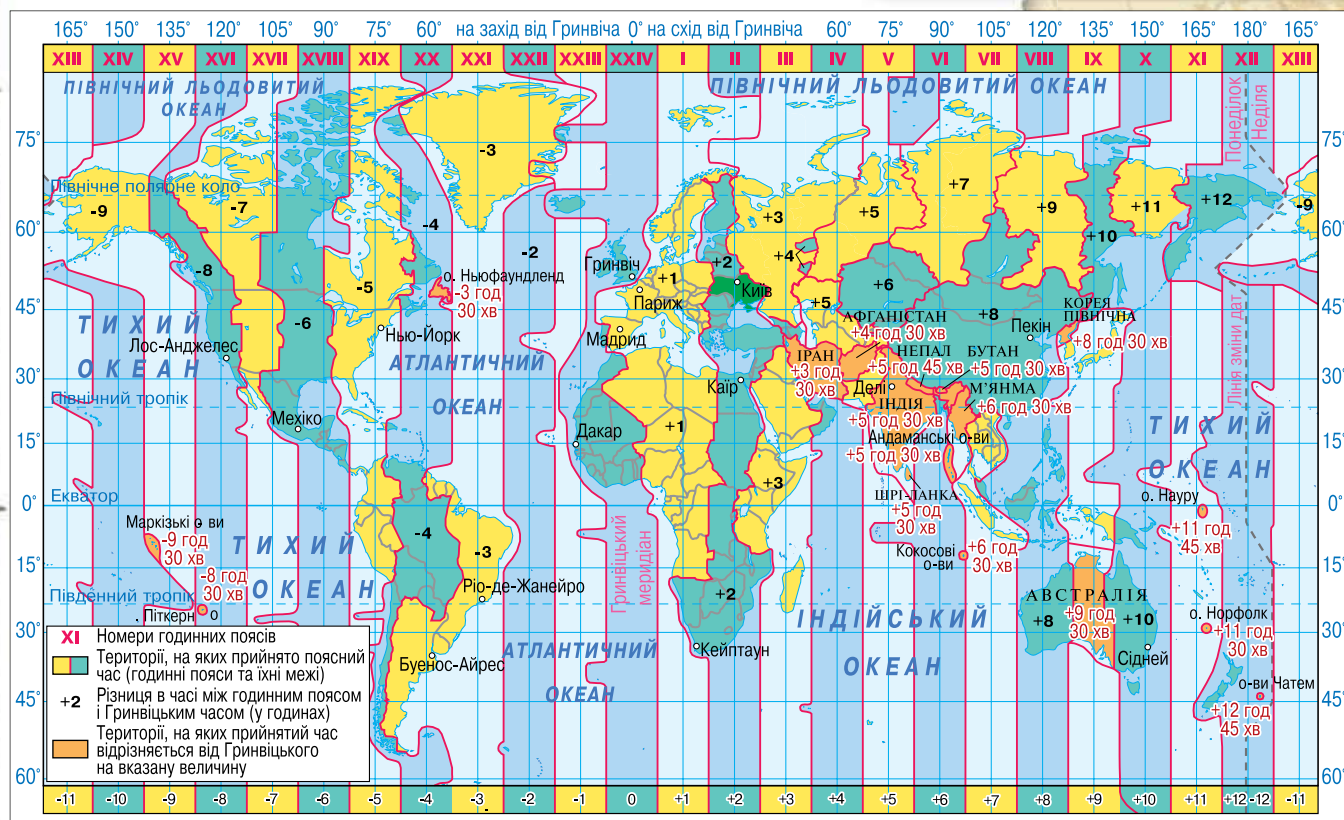 165° 150° 135° 120° 105° 90° 75° 60° на захід від Гринвіча 0° на схід від Гринвіча 60° 75° 90° 105° 120° 135° 150° 165° 180° 165°
XIII XIV XV XVI XVII XVIII XIX XX XXI XXII XXIII XXIV I II III IV V VI VII VIII IX X XI XII XIII
ПІВНІЧНИЙ ЛЬОДОВИТИЙ
ОКЕАН
ПІВНІЧНИЙ ЛЬОДОВИТИЙ ОКЕАН
Понеділок
Неділя
75° 75°
-3
Північне полярне коло
-9 -7 -4 +3 +5 +7 +9 +11 +12 -9
60° 60°
-8 -5 -2 +2 +4 +10
о. Ньюфаундленд
-3 год
30 хв
Гринвіч
+1
Париж
Київ
+5 +6 +8
45° 45°
ТИХИЙ
ОКЕАН
Лос-Анджелес
-6
Нью-Йорк
АТЛАНТИЧНИЙ
ОКЕАН
Мадрид
АФГАНІСТАН
+4 год 30 хв
Пекін
КОРЕЯ
ПІВНІЧНА
+8 год 30 хв
ІРАН
+3 год
30 хв
НЕПАЛ
+5 год 45 хв
БУТАН
+5 год 30 хв
30° 30°
Каїр
Делі
М’ЯНМА
+6 год 30 хв
Лінія зміни дат
Північний тропік
Мехіко
Дакар
+1
ІНДІЯ
+5 год 30 хв
Андаманські о-ви
+5 год 30 хв
ТИХИЙ
ОКЕАН
15° 15°
+3
ШРІ-ЛАНКА
+5 год
30 хв
о. Науру
+11 год
45 хв
Екватор
0° 0°
Маркізькі о ви
-9 год
30 хв
ТИХИЙ
ОКЕАН
-4 -3
Гринвіцький
меридіан
Кокосові
о-ви
+6 год
30 хв
15° 15°
-8 год
30 хв
Південний тропік
. Піткерн о
Ріо-де-Жанейро
+2
ІНДІЙСЬКИЙ
ОКЕАН
АВСТРАЛІЯ
+8
+9 год
30 хв
+10
о. Норфолк
+11 год
30 хв
30° 30°
Буенос-Айрес
АТЛАНТИЧНИЙ
ОКЕАН
Кейптаун
Сідней
о-ви Чатем
+12 год
45 хв
45° 45°
XI Номери годинних поясів
Території, на яких прийнято поясний
час (годинні пояси та їхні межі)
+2 Різниця в часі між годинним поясом
і Гринвіцьким часом (у годинах)
Території, на яких прийнятий час
відрізняється від Гринвіцького
на вказану величину
60° 60°
-11 -10 -9 -8 -7 -6 -5 -4 -3 -2 -1 0 +1 +2 +3 +4 +5 +6 +7 +8 +9 +10 +11 +12 -12 -11